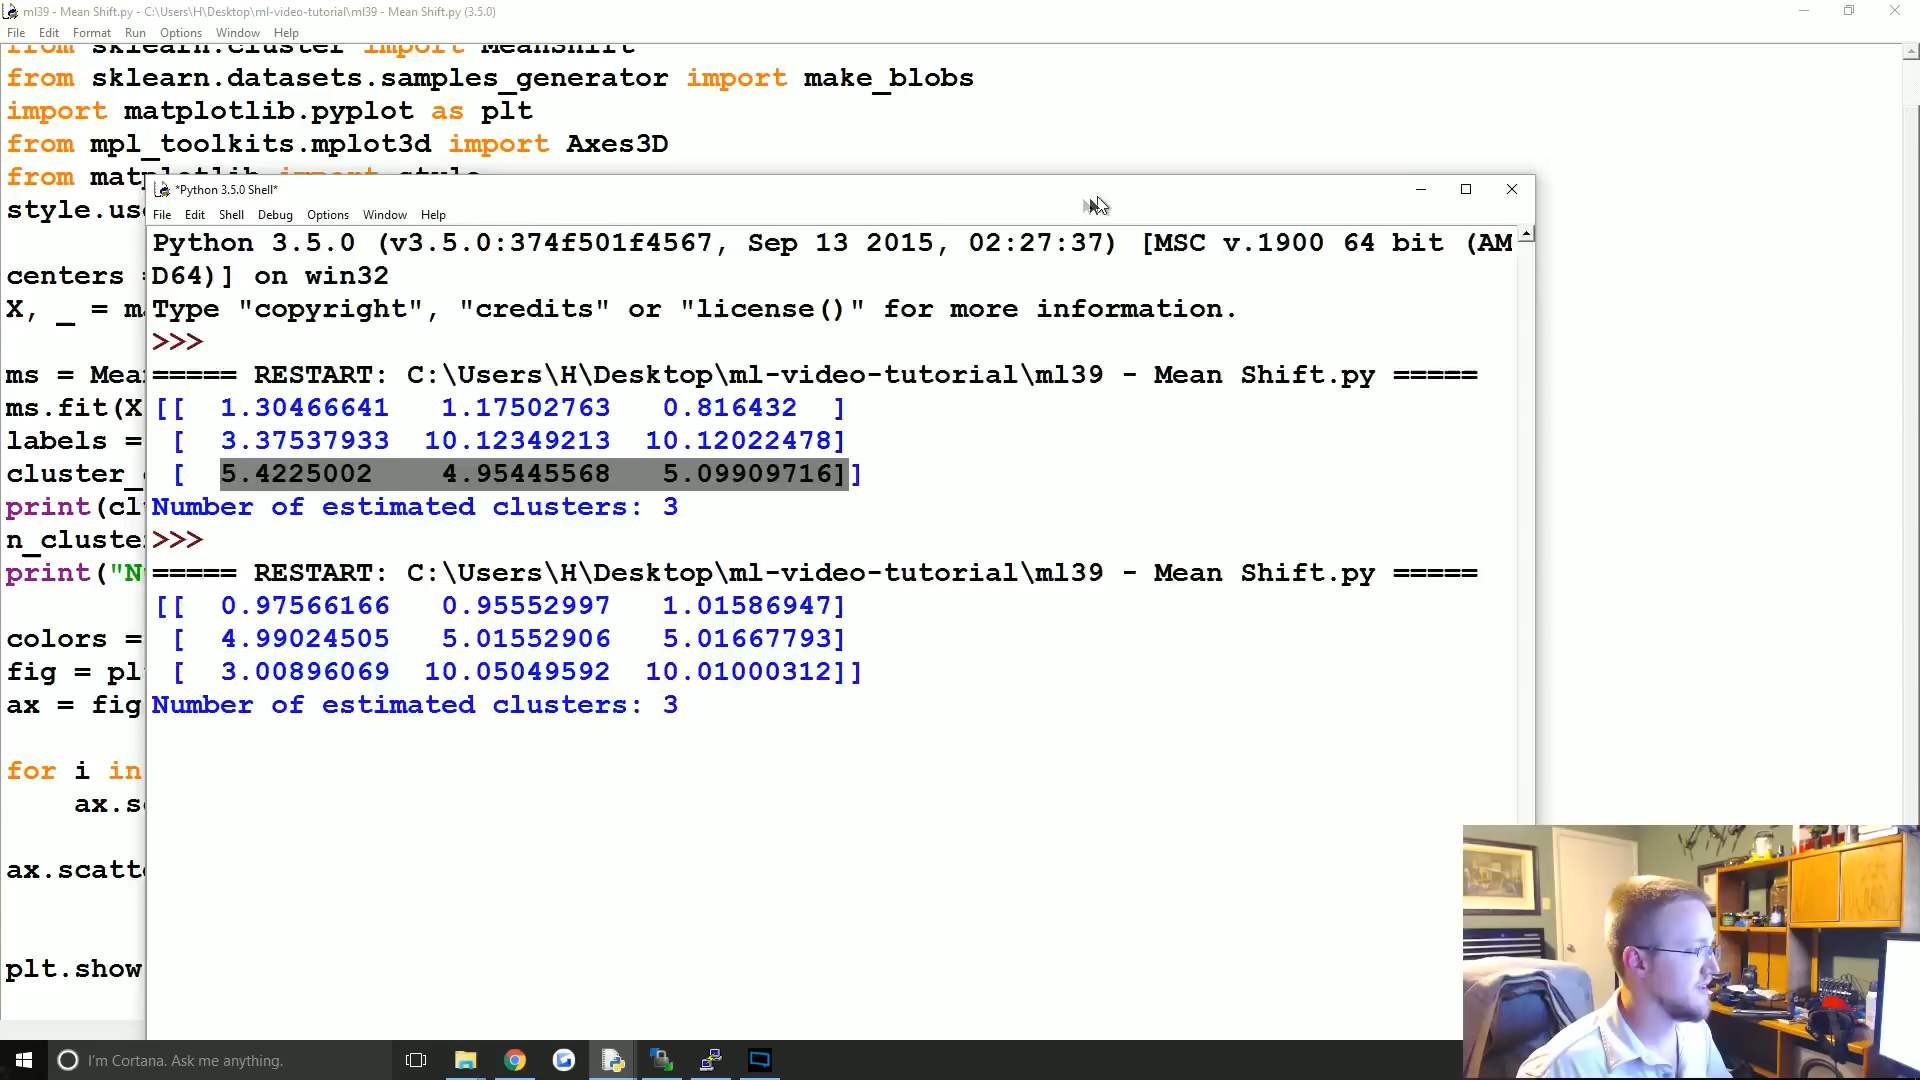 ml39 - Mean Shift.py - C:\Users\H\Desktop\ml-video-tutorial\ml39 - Mean Shift.py (3.5.0)
File Edit Format Run Options Window Help
from sklearn.cluster import MeanShift
from sklearn.datasets.samples_generator import make_blobs
import matplotlib.pyplot as plt
from mpl_toolkits.mplot3d import Axes3D
from matplotlib import style
style.us
centers =
X, _ = m
ms = Mea
ms.fit(X
labels =
cluster_
print(cl
n_cluste
print("N
colors =
fig = pl
ax = fig
for i in
ax.s
ax.scatt
plt.show
*Python 3.5.0 Shell*
File Edit Shell Debug Options Window Help
Python 3.5.0 (v3.5.0:374f501f4567, Sep 13 2015, 02:27:37) [MSC v.1900 64 bit (AM
D64)] on win32
Type "copyright", "credits" or "license()" for more information.
>>>
===== RESTART: C:\Users\H\Desktop\ml-video-tutorial\ml39 - Mean Shift.py =====
[[ 1.30466641 1.17502763 0.816432 ]
[ 3.37537933 10.12349213 10.12022478]
[ 5.4225002 4.95445568 5.09909716]]
Number of estimated clusters: 3
>>>
===== RESTART: C:\Users\H\Desktop\ml-video-tutorial\ml39 - Mean Shift.py =====
[[ 0.97566166 0.95552997 1.01586947]
[ 4.99024505 5.01552906 5.01667793]
[ 3.00896069 10.05049592 10.01000312]]
Number of estimated clusters: 3
I'm Cortana. Ask me anything.